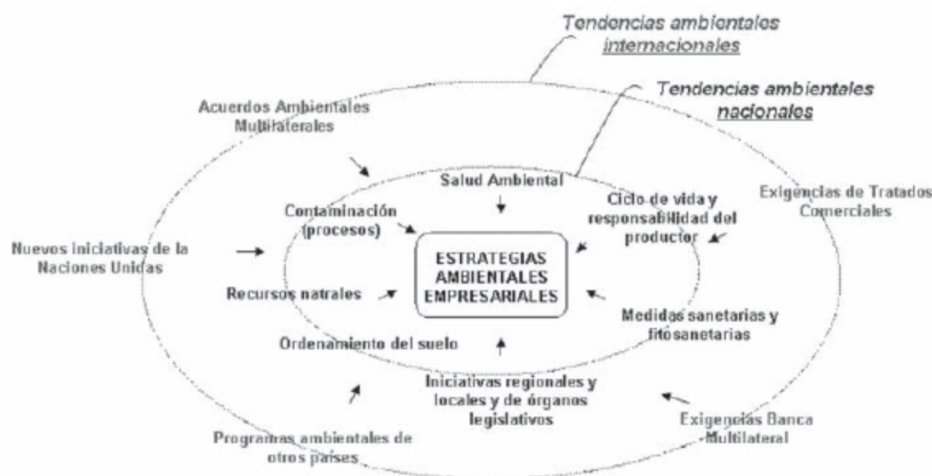 Tendencias ambientales
internacionales
Tendencias ambientales
nacionales
Acuerdos Ambientales
Multilaterales
Salud Ambiental
Ciclo de vida y
responsabilidad del
productor
Exigencias de Tratados
Comerciales
Contaminación
(procesos)
Nuevos iniciativas de la
Naciones Unidas
ESTRATEGIAS
AMBIENTALES
EMPRESARIALES
Recursos natrales
Medidas sanetarias y
fitosanetarias
Ordenamiento del suelo
Iniciativas regionales y
locales y de órganos
legislativos
Exigencias Banca
Multilateral
Programas ambientales de
otros países